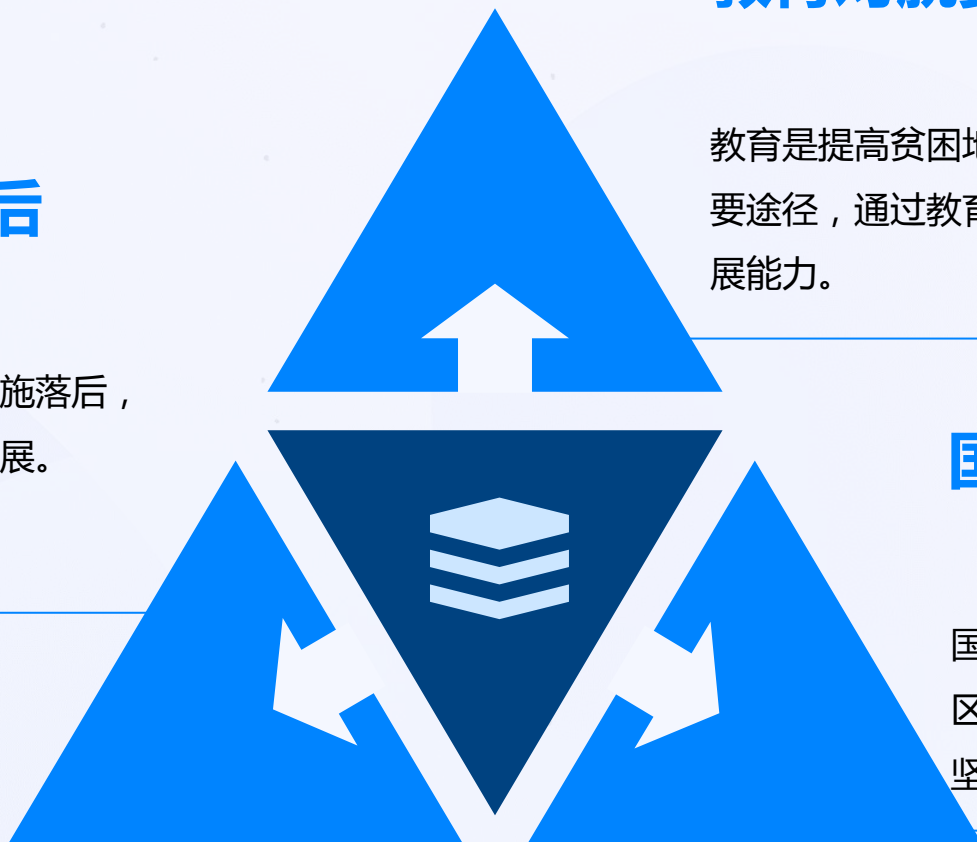 后
施落后，
展。
教育是提高贫困地
要途径，通过教育
展能力。
国
国
区
坚